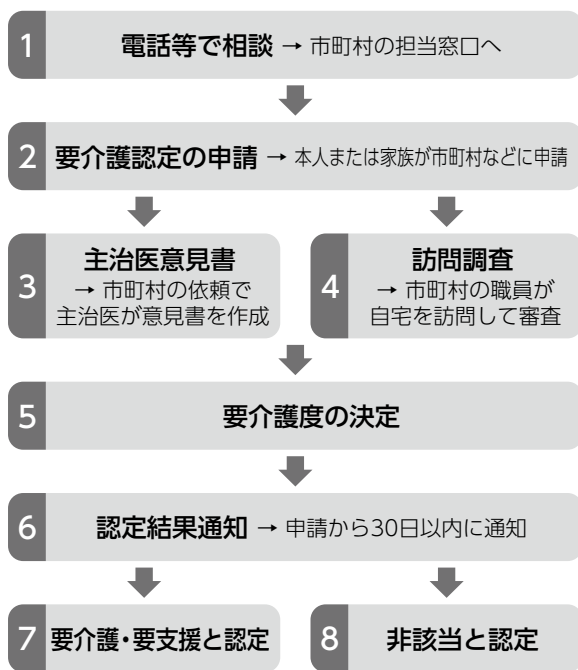 1 電話等で相談 → 市町村の担当窓口へ
2 要介護認定の申請 → 本人または家族が市町村などに申請
3 主治医意見書
→ 市町村の依頼で
主治医が意見書を作成
4 訪問調査
→ 市町村の職員が
自宅を訪問して審査
5 要介護度の決定
6 認定結果通知 → 申請から30日以内に通知
7 要介護・要支援と認定
8 非該当と認定